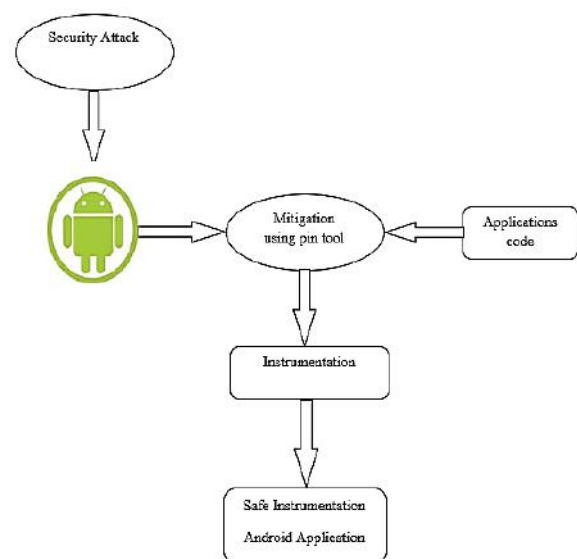 Security Attack
Mitigation
using pin tool
Applications
code
Instrumentation
Safe Instrumentation
Android Application